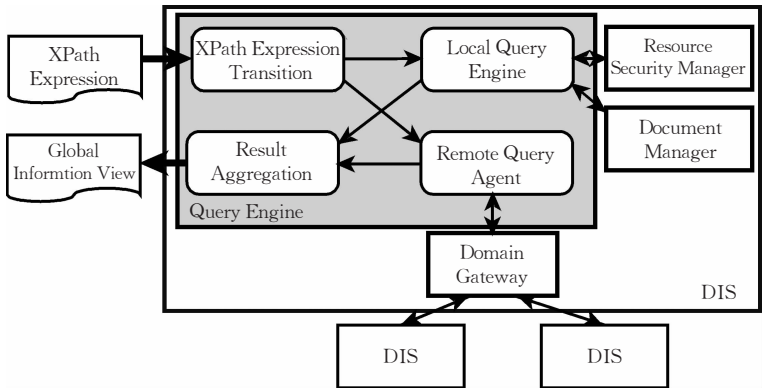 XPath
Expression
XPath Expression
Transition
Local Query
Engine
Resource
Security Manager
Global
Informtion View
Result
Aggregation
Remote Query
Agent
Document
Manager
Query Engine
Domain
Gateway
DIS
DIS
DIS